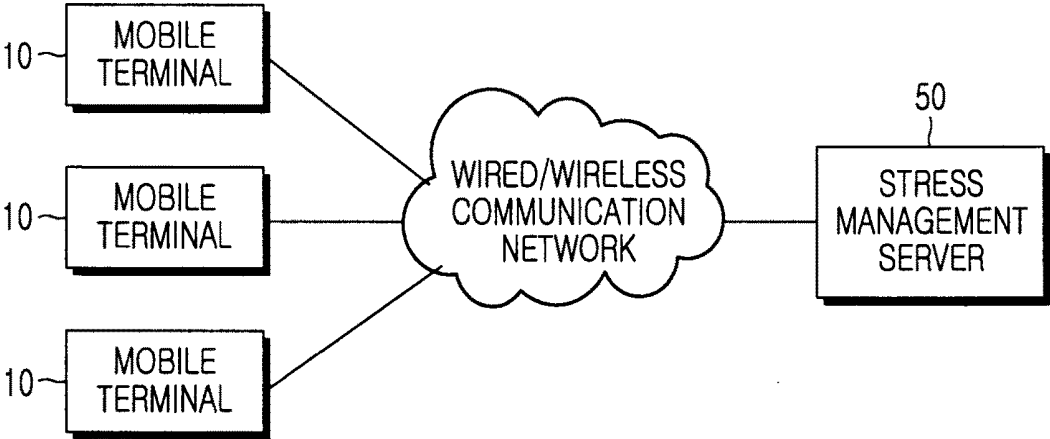 10
MOBILE
TERMINAL
10
MOBILE
TERMINAL
10
MOBILE
TERMINAL
WIRED/WIRELESS
COMMUNICATION
NETWORK
50
STRESS
MANAGEMENT
SERVER